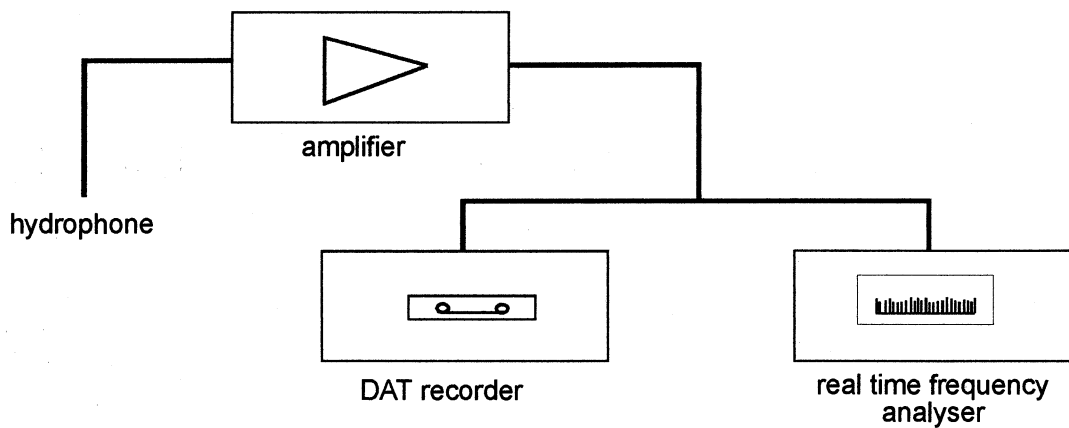 amplifier
hydrophone
DAT recorder
real time frequency
analyser